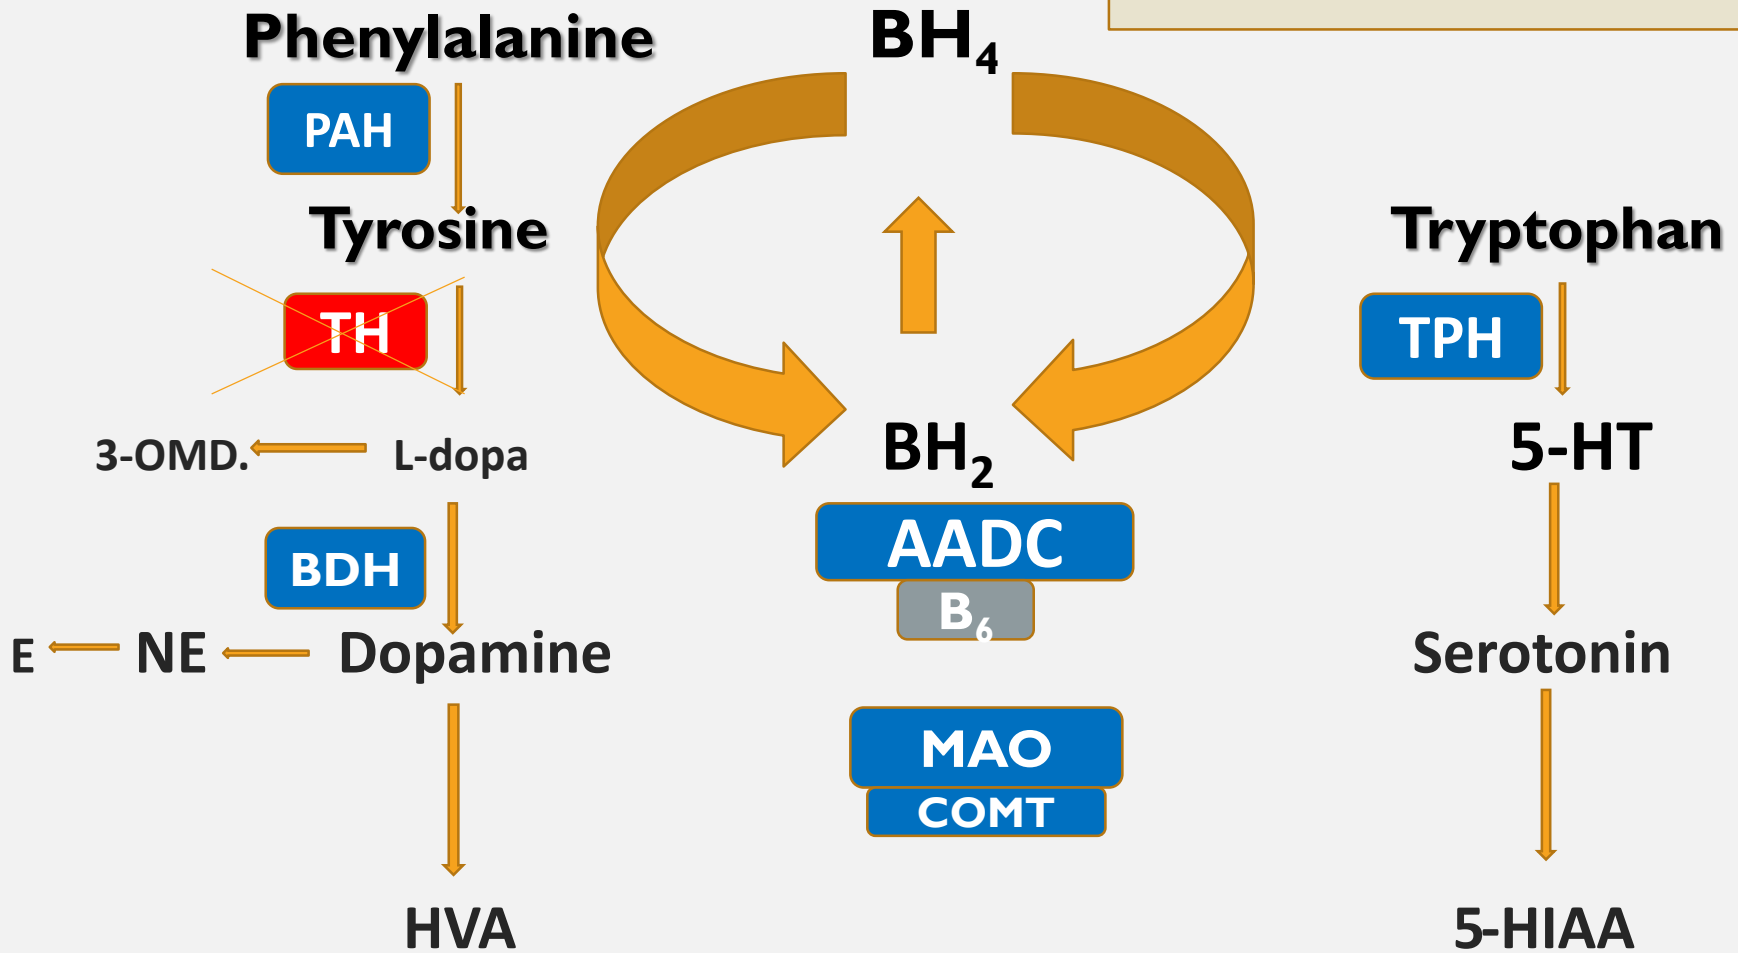 Phenylalanine
BH₄
PAH
Tyrosine
Tryptophan
TH
TPH
3-OMD.
L-dopa
BH₂
5-HT
AADC
BDH
B₆
E
NE
Dopamine
Serotonin
MAO
COMT
HVA
5-HIAA